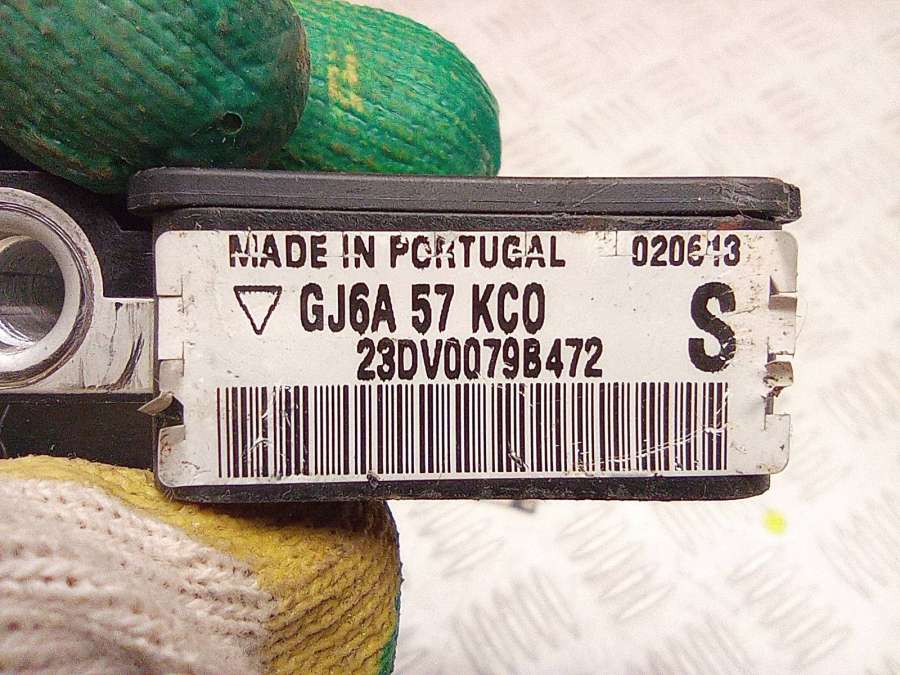 MADE IN PORTUGAL 020613
GJ6A 57 KC0 S
23DV0079B472